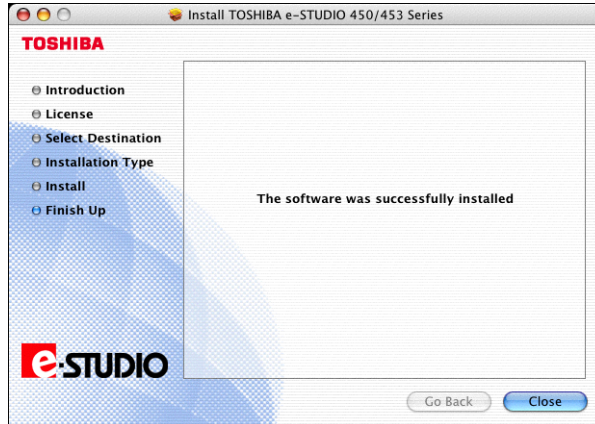 Install TOSHIBA e-STUDIO 450/453 Series
TOSHIBA
Introduction
License
Select Destination
Installation Type
Install
Finish Up
The software was successfully installed
e-STUDIO
Go Back
Close